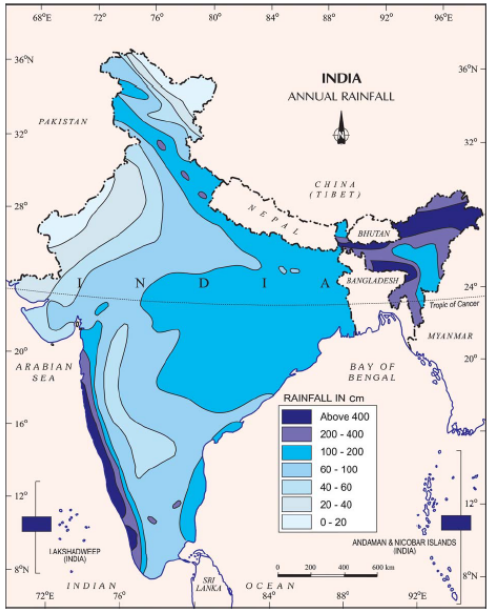 68°E
72°E
76°E
80°E
84°E
88°E
92°E
96°E
36°N
36°N
INDIA
ANNUAL RAINFALL
N
PAKISTAN
32°N
32°N
CHINA
(TIBET)
NEPAL
28°N
28°N
BHUTAN
INDIA
BANGLADESH
24°N
24°N
Tropic of Cancer
MYANMAR
20°N
20°N
ARABIAN
SEA
BAY OF
BENGAL
RAINFALL IN cm
Above 400
200 - 400
100 - 200
60 - 100
40 - 60
20 - 40
0 - 20
16°N
16°N
12°N
12°N
LAKSHADWEEP
(INDIA)
ANDAMAN & NICOBAR ISLANDS
(INDIA)
8°N
8°N
200 0 200 400 600 km
INDIAN OCEAN
SRI
LANKA
72°E
76°E
84°E
88°E
92°E